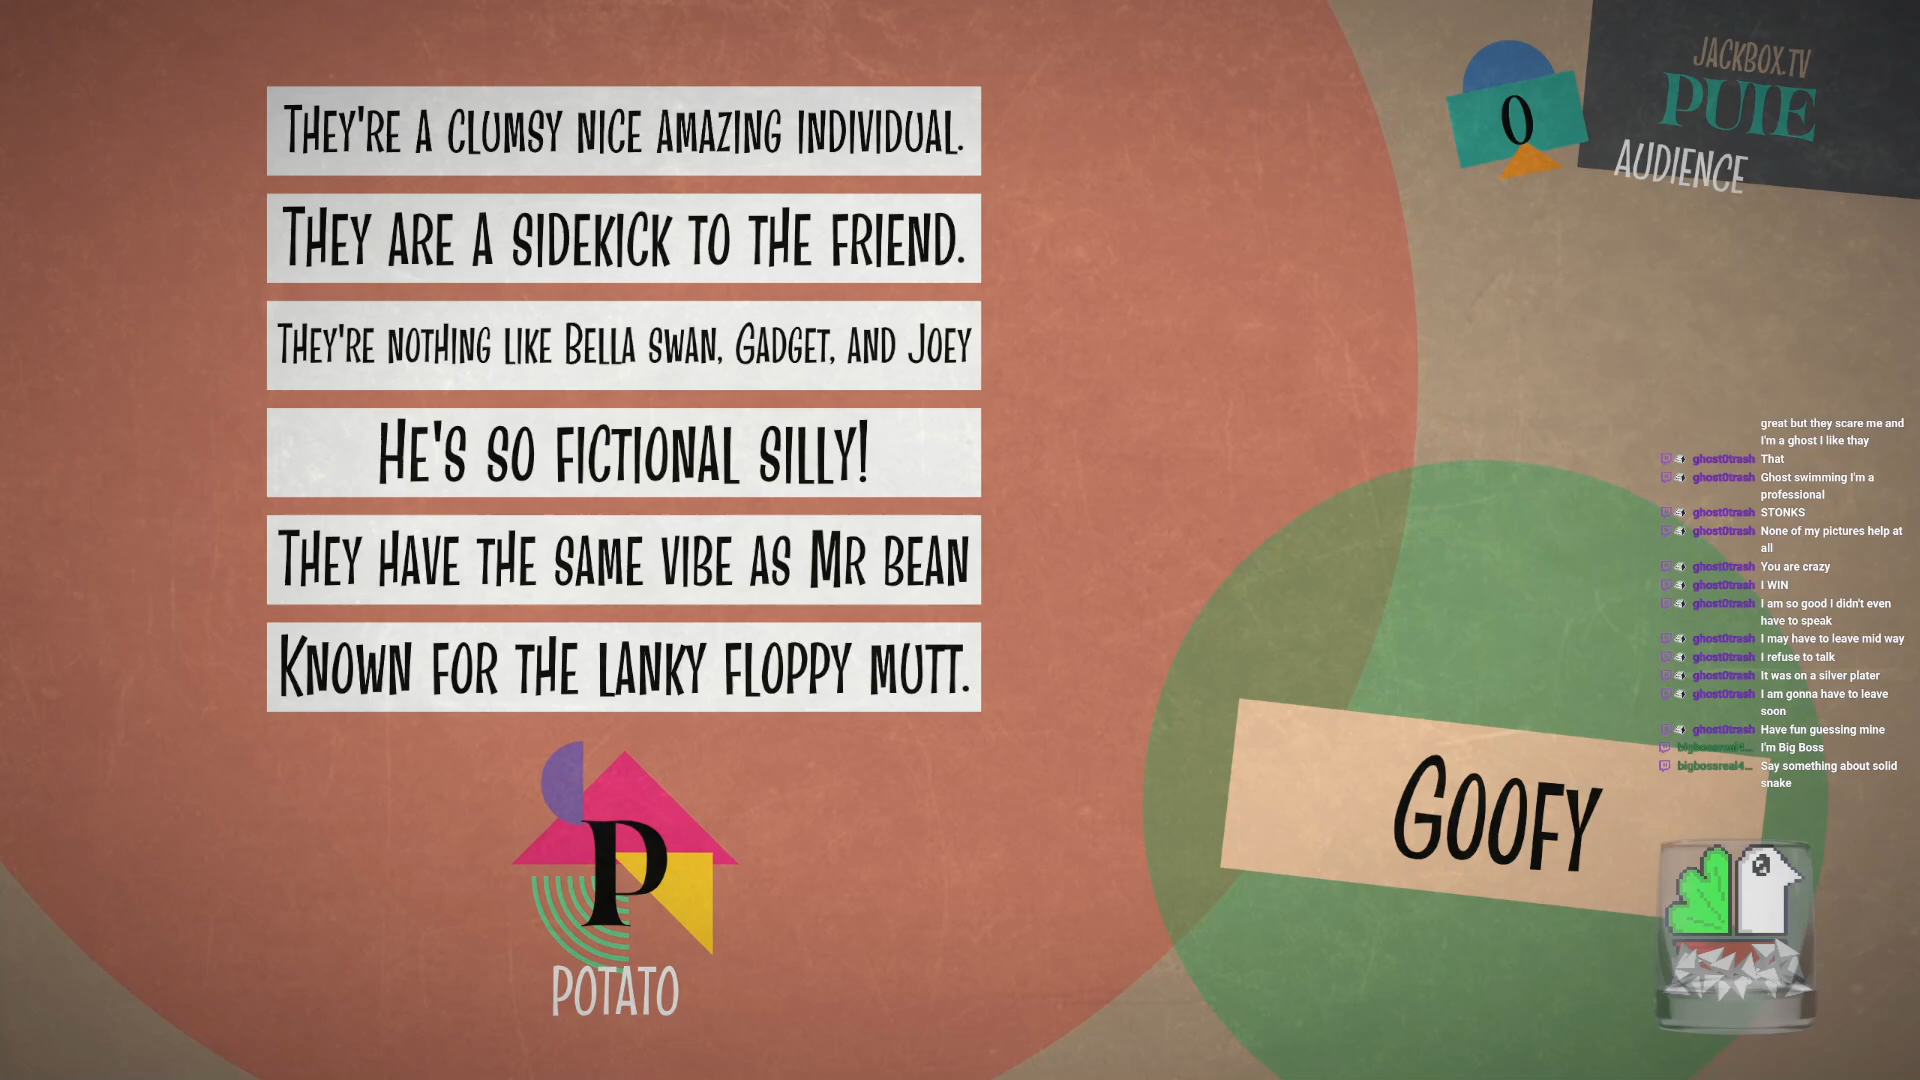 They're a clumsy nice amazing individual.
They are a sidekick to the friend.
They're nothing like Bella swan, Gadget, and Joey
He's so fictional silly!
They have the same vibe as Mr Bean
Known for the lanky floppy mutt.
P
POTATO
0
JACKBOX.TV
PUIE
AUDIENCE
Goofy
great but they scare me and
I'm a ghost I like thay
ghost0trash That
ghost0trash Ghost swimming I'm a
professional
ghost0trash STONKS
ghost0trash None of my pictures help at
all
ghost0trash You are crazy
ghost0trash I WIN
ghost0trash I am so good I didn't even
have to speak
ghost0trash I may have to leave mid way
ghost0trash I refuse to talk
ghost0trash It was on a silver plater
ghost0trash I am gonna have to leave
soon
ghost0trash Have fun guessing mine
bigbossreal4... I'm Big Boss
bigbossreal4... Say something about solid
snake